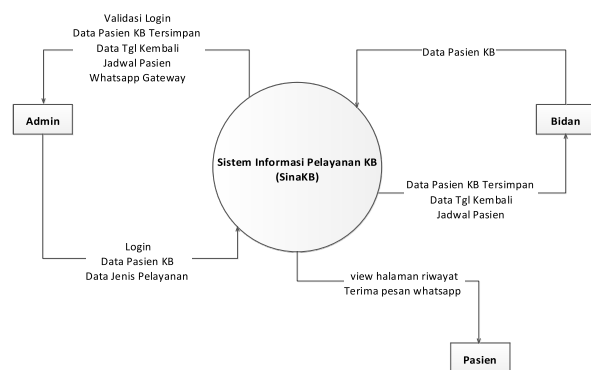 Validasi Login
Data Pasien KB Tersimpan
Data Tgl Kembali
Jadwal Pasien
Whatsapp Gateway
Data Pasien KB
Admin
Bidan
Sistem Informasi Pelayanan KB
(SinaKB)
Data Pasien KB Tersimpan
Data Tgl Kembali
Jadwal Pasien
Login
Data Pasien KB
Data Jenis Pelayanan
view halaman riwayat
Terima pesan whatsapp
Pasien